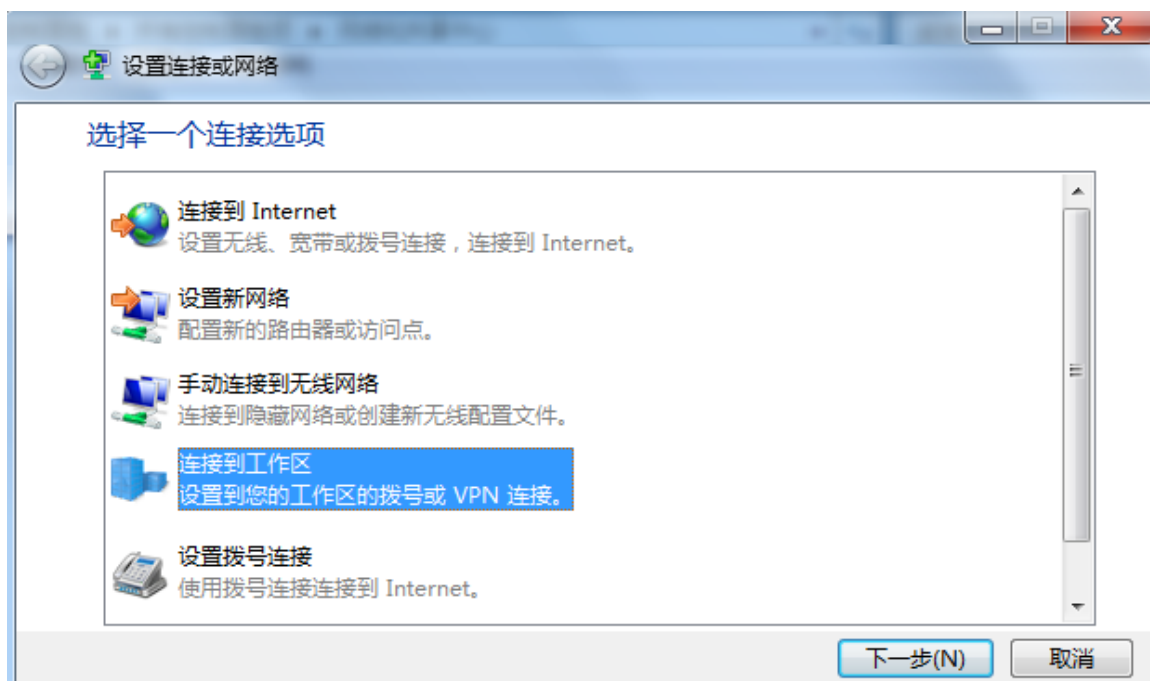 设置连接或网络
选择一个连接选项
连接到 Internet
设置无线、宽带或拨号连接，连接到 Internet。
设置新网络
配置新的路由器或访问点。
手动连接到无线网络
连接到隐藏网络或创建新无线配置文件。
连接到工作区
设置到您的工作区的拨号或 VPN 连接。
设置拨号连接
使用拨号连接连接到 Internet。
下一步(N)
取消